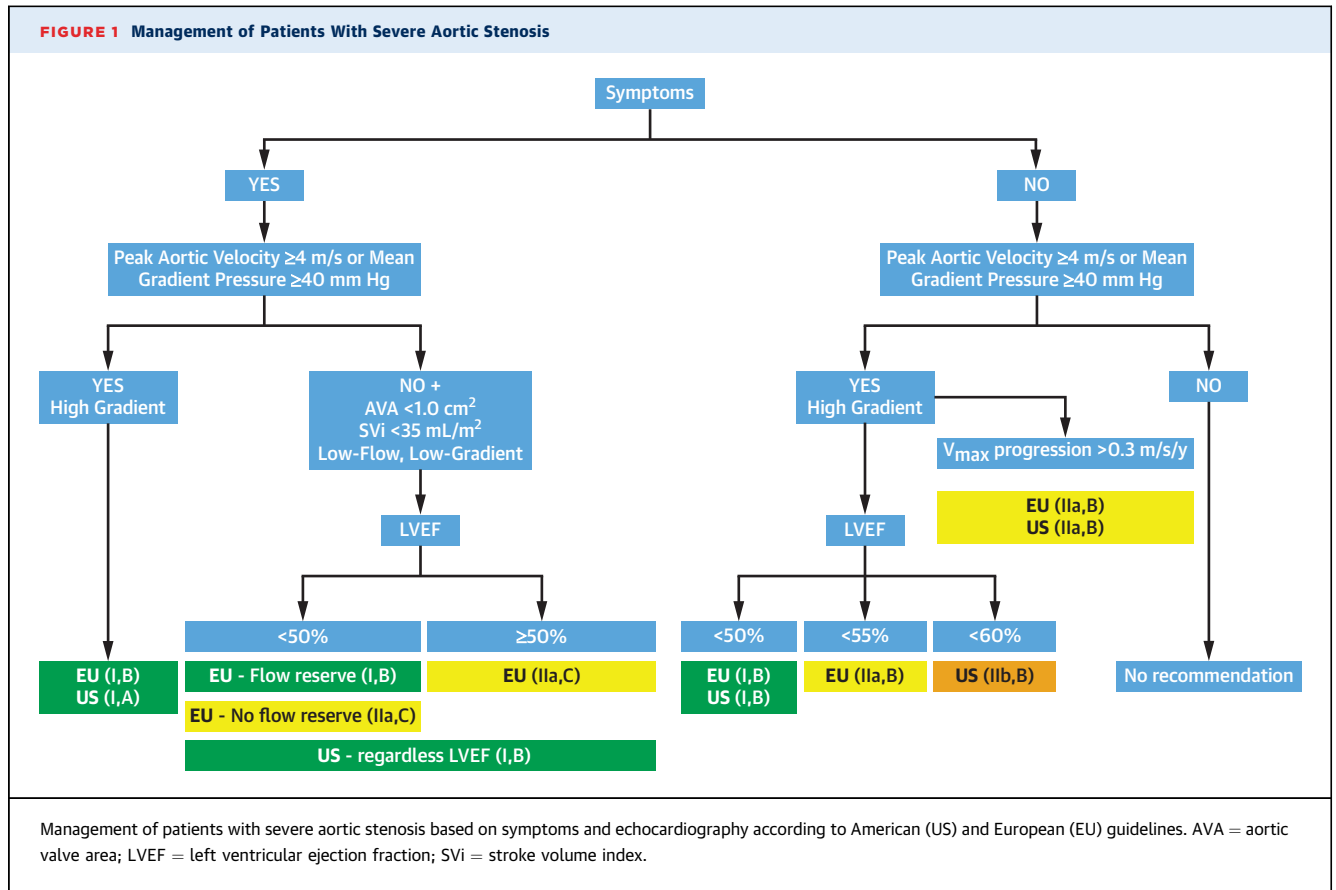 FIGURE 1 Management of Patients With Severe Aortic Stenosis
Symptoms
YES
NO
Peak Aortic Velocity ≥4 m/s or Mean
Gradient Pressure ≥40 mm Hg
Peak Aortic Velocity ≥4 m/s or Mean
Gradient Pressure ≥40 mm Hg
YES
High Gradient
NO +
AVA <1.0 cm²
SVi <35 mL/m²
Low-Flow, Low-Gradient
YES
High Gradient
NO
Vmax progression >0.3 m/s/y
EU (IIa,B)
US (IIa,B)
LVEF
LVEF
<50%
≥50%
<50%
<55%
<60%
EU (I,B)
US (I,A)
EU - Flow reserve (I,B)
EU (IIa,C)
EU - No flow reserve (IIa,C)
US - regardless LVEF (I,B)
EU (I,B)
US (I,B)
EU (IIa,B)
US (IIb,B)
No recommendation
Management of patients with severe aortic stenosis based on symptoms and echocardiography according to American (US) and European (EU) guidelines. AVA = aortic
valve area; LVEF = left ventricular ejection fraction; SVi = stroke volume index.